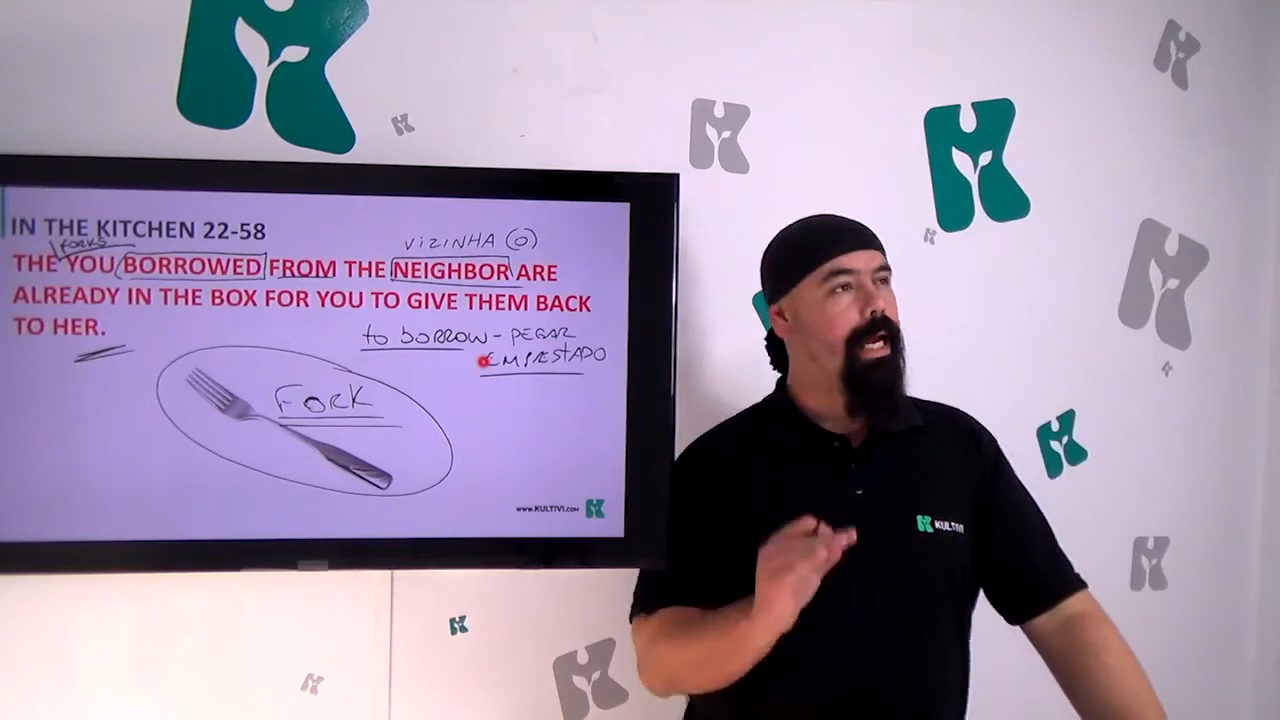 IN THE KITCHEN 22-58
FORKS
VIZINHA (O)
THE YOU BORROWED FROM THE NEIGHBOR ARE
ALREADY IN THE BOX FOR YOU TO GIVE THEM BACK
TO HER.
to borrow - PEGAR
EMPRESTADO
FORK
WWW.KULTIVI.COM
KULTIVI